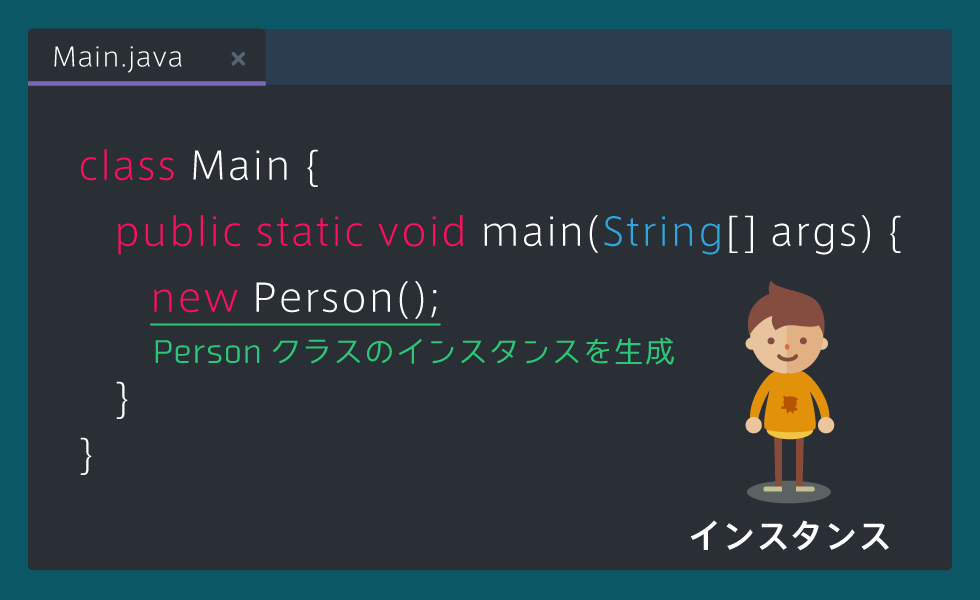 Main.java ×
class Main {
public static void main(String[] args) {
new Person();
Person クラスのインスタンスを生成
}
}
インスタンス